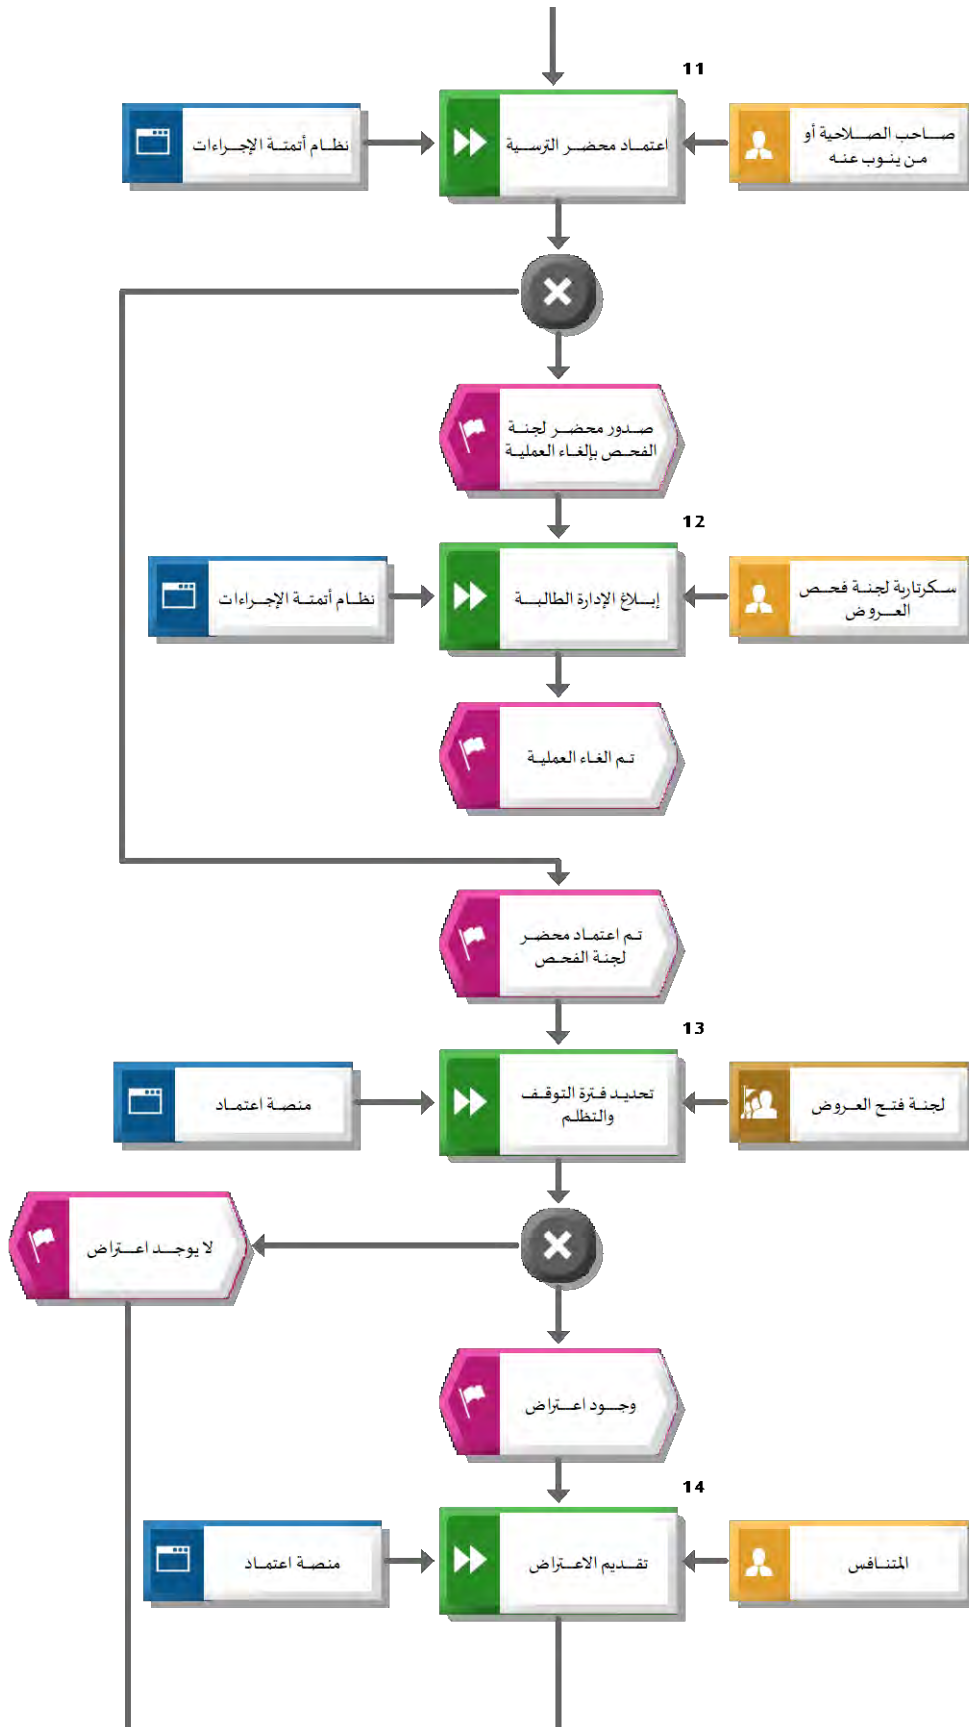 11
صاحب الصلاحية أو
من ينوب عنه
اعتماد محضر الترسية
نظام أتمتة الإجراءات
صدور محضر لجنة
الفحص بإلغاء العملية
12
سكرتارية لجنة فحص
العروض
إبلاغ الإدارة الطالبة
نظام أتمتة الإجراءات
تم الغاء العملية
تم اعتماد محضر
لجنة الفحص
13
لجنة فتح العروض
تحديد فترة التوقف
والتظلم
منصة اعتماد
لا يوجد اعتراض
وجود اعتراض
14
المتنافس
تقديم الاعتراض
منصة اعتماد